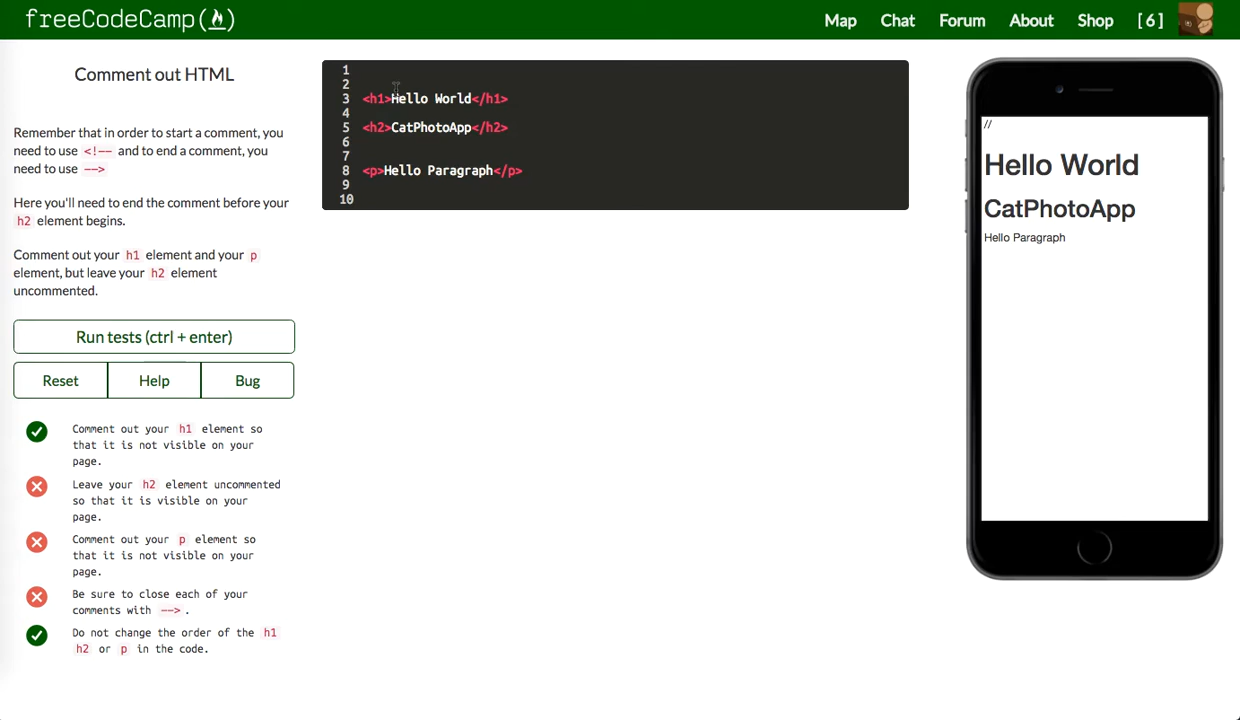 freeCodeCamp(🔥)
Map Chat Forum About Shop [ 6 ]
Comment out HTML
Remember that in order to start a comment, you
need to use <!-- and to end a comment, you
need to use -->
Here you'll need to end the comment before your
h2 element begins.
Comment out your h1 element and your p
element, but leave your h2 element
uncommented.
Run tests (ctrl + enter)
Reset Help Bug
Comment out your h1 element so
that it is not visible on your
page.
Leave your h2 element uncommented
so that it is visible on your
page.
Comment out your p element so
that it is not visible on your
page.
Be sure to close each of your
comments with -->.
Do not change the order of the h1
h2 or p in the code.
1
2
3 <h1>Hello World</h1>
4
5 <h2>CatPhotoApp</h2>
6
7
8 <p>Hello Paragraph</p>
9
10
//
Hello World
CatPhotoApp
Hello Paragraph